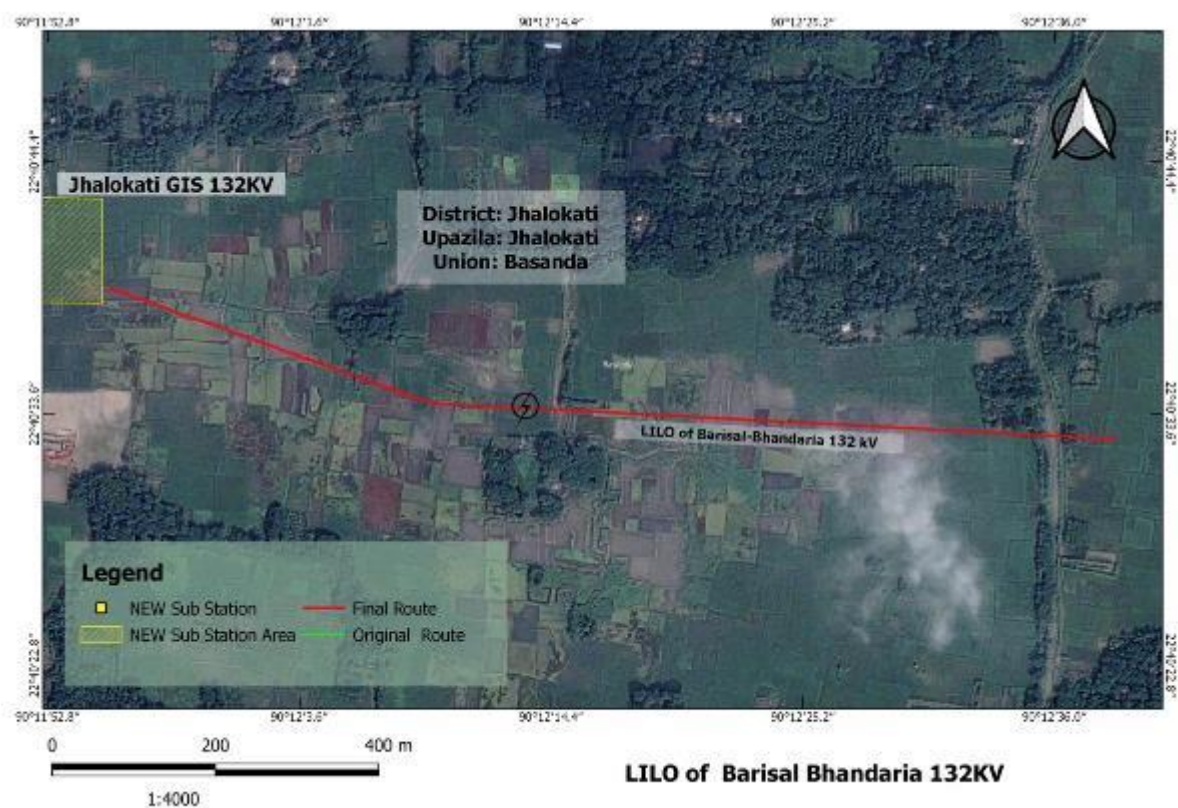 90°11'52.8" 90°12'1.6" 90°12'14.4" 90°12'25.2" 90°12'36.0"
22°40'44.4" 22°40'44.4"
Jhalokati GIS 132KV
District: Jhalokati
Upazila: Jhalokati
Union: Basanda
22°40'33.6" 22°40'33.6"
LILO of Barisal-Bhandaria 132 kV
Legend
NEW Sub Station Final Route
NEW Sub Station Area Original Route
22°40'22.8" 22°40'22.8"
90°11'52.8" 90°12'3.6" 90°12'14.4" 90°12'25.2" 90°12'36.0"
0 200 400 m
1:4000
LILO of Barisal Bhandaria 132KV